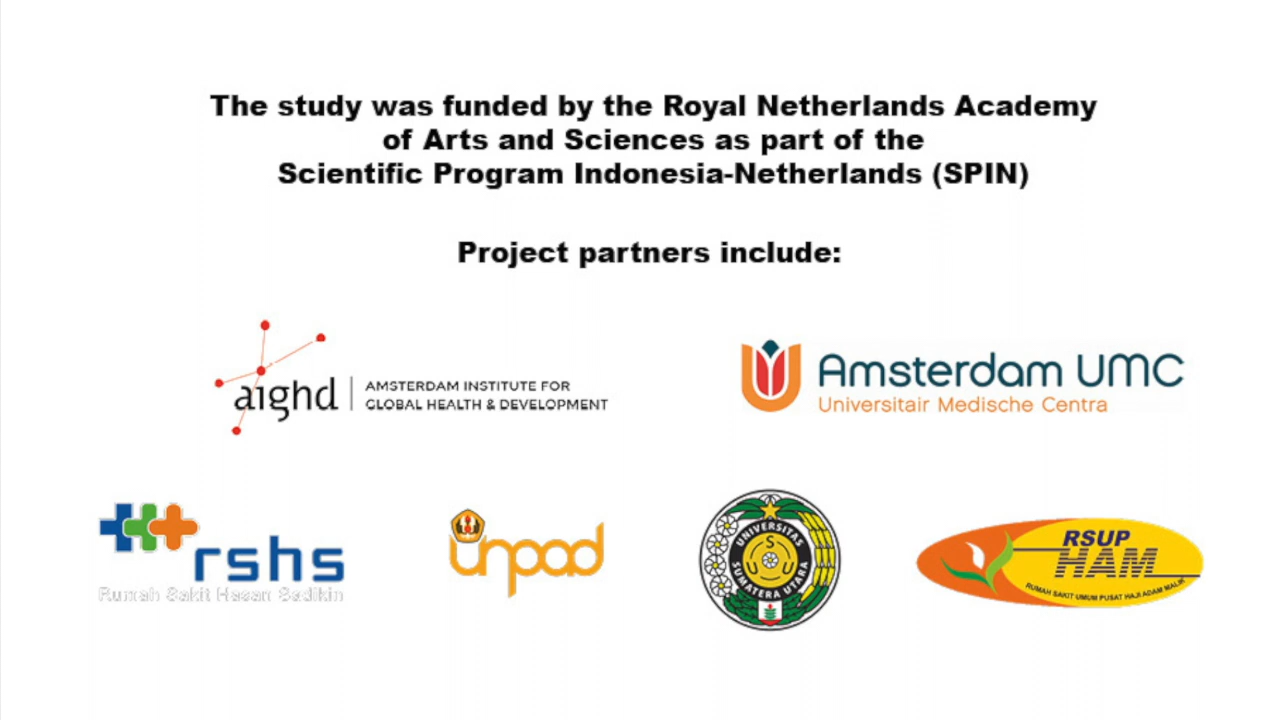 The study was funded by the Royal Netherlands Academy
of Arts and Sciences as part of the
Scientific Program Indonesia-Netherlands (SPIN)
Project partners include:
aighd
AMSTERDAM INSTITUTE FOR
GLOBAL HEALTH & DEVELOPMENT
Amsterdam UMC
Universitair Medische Centra
rshs
Rumah Sakit Hasan Sadikin
unpad
UNIVERSITAS
SUMATERA UTARA
USU
RSUP
HAM
RUMAH SAKIT UMUM PUSAT HAJI ADAM MALIK